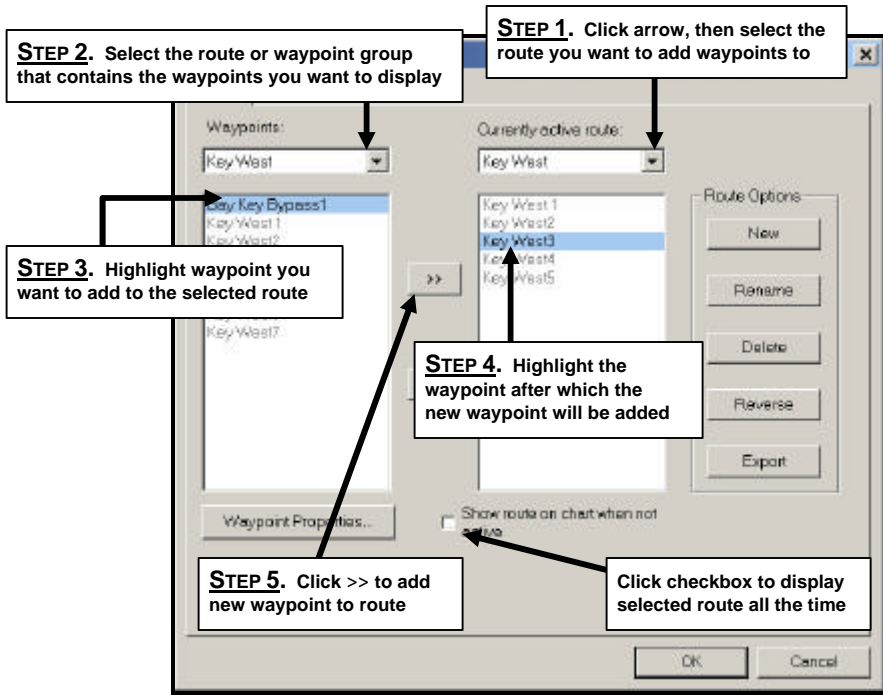 STEP 1. Click arrow, then select the
route you want to add waypoints to
STEP 2. Select the route or waypoint group
that contains the waypoints you want to display
Waypoints:
Currently active route:
Key West
Key West
Key Bypass1
Key West 1
Key West2
Key West7
Key West 1
Key West2
Key West3
Key West4
Key West5
Route Options
New
Rename
Delete
Reverse
Export
STEP 3. Highlight waypoint you
want to add to the selected route
>>
STEP 4. Highlight the
waypoint after which the
new waypoint will be added
Waypoint Properties...
Show route on chart when not
active
STEP 5. Click >> to add
new waypoint to route
Click checkbox to display
selected route all the time
OK
Cancel